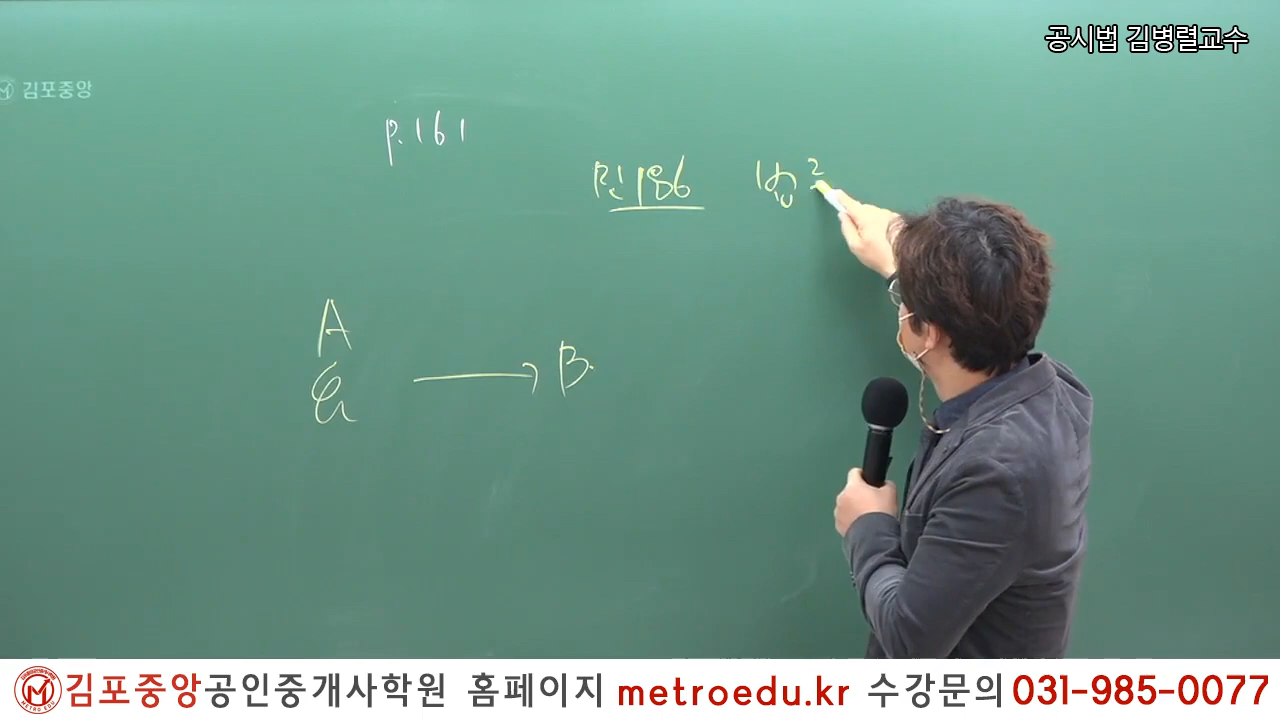 공시법 김병렬교수
김포중앙
p.161
민186 법 2
A
B
김포중앙공인중개사학원 홈페이지 metroedu.kr 수강문의 031-985-0077
METRO EDU